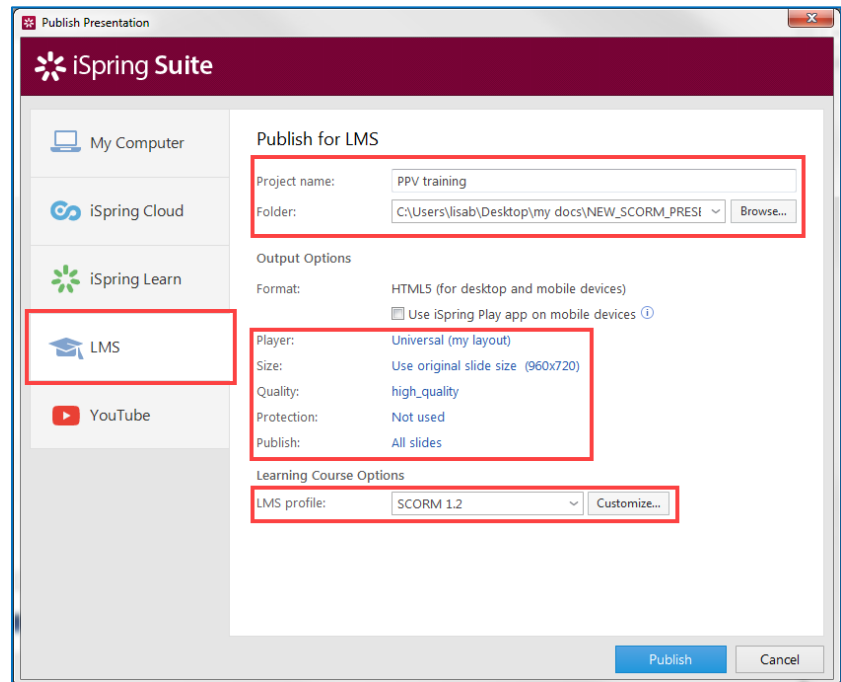 Publish Presentation
iSpring Suite
My Computer
iSpring Cloud
iSpring Learn
LMS
YouTube
Publish for LMS
Project name: PPV training
Folder: C:\Users\lisab\Desktop\my docs\NEW_SCORM_PRESE Browse...
Output Options
Format: HTML5 (for desktop and mobile devices)
Use iSpring Play app on mobile devices
Player: Universal (my layout)
Size: Use original slide size (960x720)
Quality: high_quality
Protection: Not used
Publish: All slides
Learning Course Options
LMS profile: SCORM 1.2 Customize...
Publish Cancel